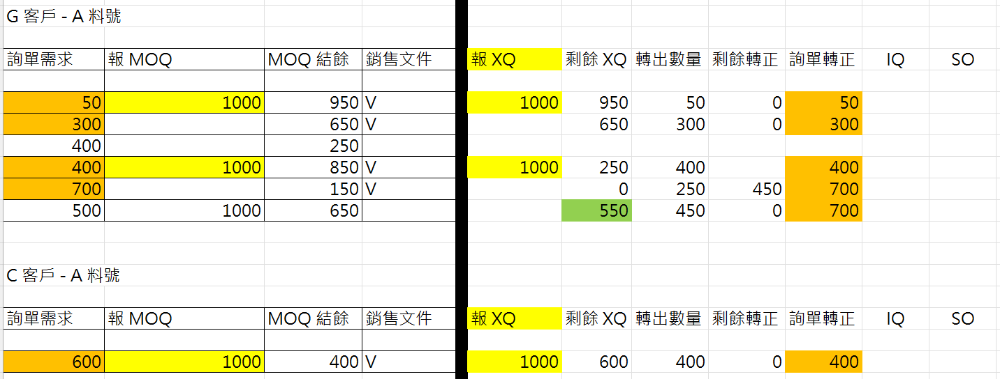 G 客戶 - A 料號
詢單需求 報 MOQ MOQ 結餘 銷售文件 報 XQ 剩餘 XQ 轉出數量 剩餘轉正 詢單轉正 IQ SO
50 1000 950 V 1000 950 50 0 50
300 650 V 650 300 0 300
400 250
400 1000 850 V 1000 250 400 400
700 150 V 0 250 450 700
500 1000 650 550 450 0 700
C 客戶 - A 料號
詢單需求 報 MOQ MOQ 結餘 銷售文件 報 XQ 剩餘 XQ 轉出數量 剩餘轉正 詢單轉正 IQ SO
600 1000 400 V 1000 600 400 0 400